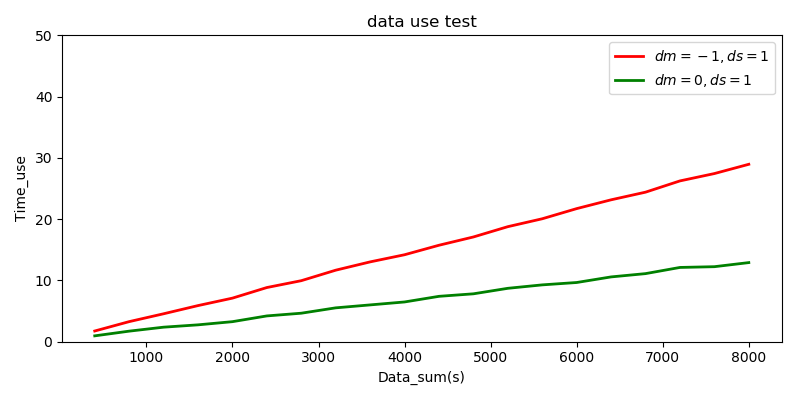 data use test
dm = −1, ds = 1
dm = 0, ds = 1
Time_use
50
40
30
20
10
0
1000 2000 3000 4000 5000 6000 7000 8000
Data_sum(s)